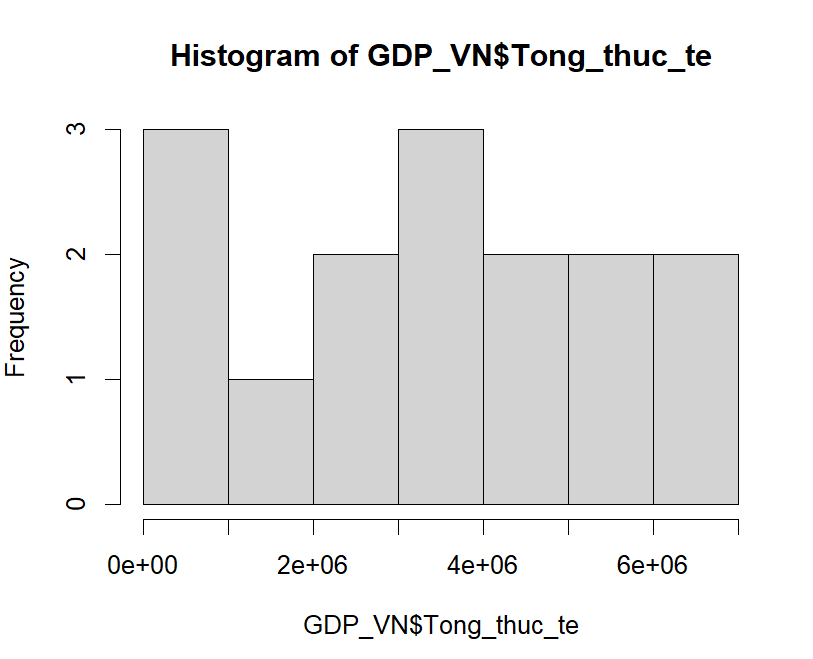 Histogram of GDP_VN$Tong_thuc_te
Frequency
3
2
1
0
0e+00 2e+06 4e+06 6e+06
GDP_VN$Tong_thuc_te